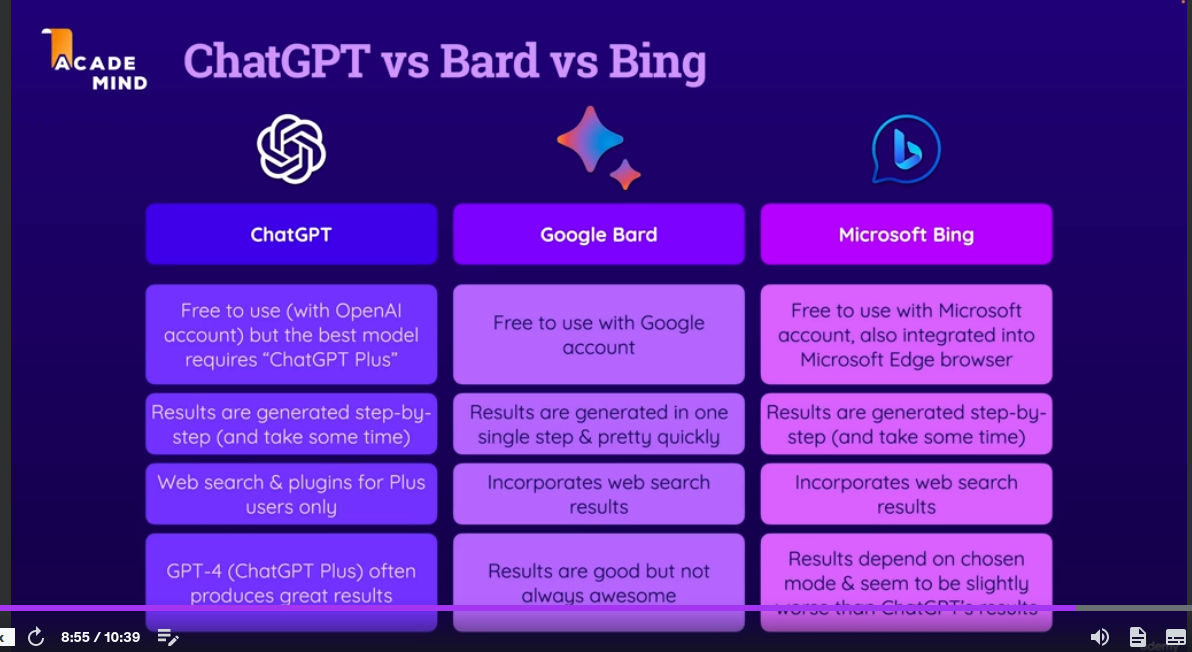 ACADE
MIND
ChatGPT vs Bard vs Bing
ChatGPT
Google Bard
Microsoft Bing
Free to use (with OpenAI
account) but the best model
requires “ChatGPT Plus”
Free to use with Google
account
Free to use with Microsoft
account, also integrated into
Microsoft Edge browser
Results are generated step-by-
step (and take some time)
Results are generated in one
single step & pretty quickly
Results are generated step-by-
step (and take some time)
Web search & plugins for Plus
users only
Incorporates web search
results
Incorporates web search
results
GPT-4 (ChatGPT Plus) often
produces great results
Results are good but not
always awesome
Results depend on chosen
mode & seem to be slightly
worse than ChatGPT’s results
8:55 / 10:39